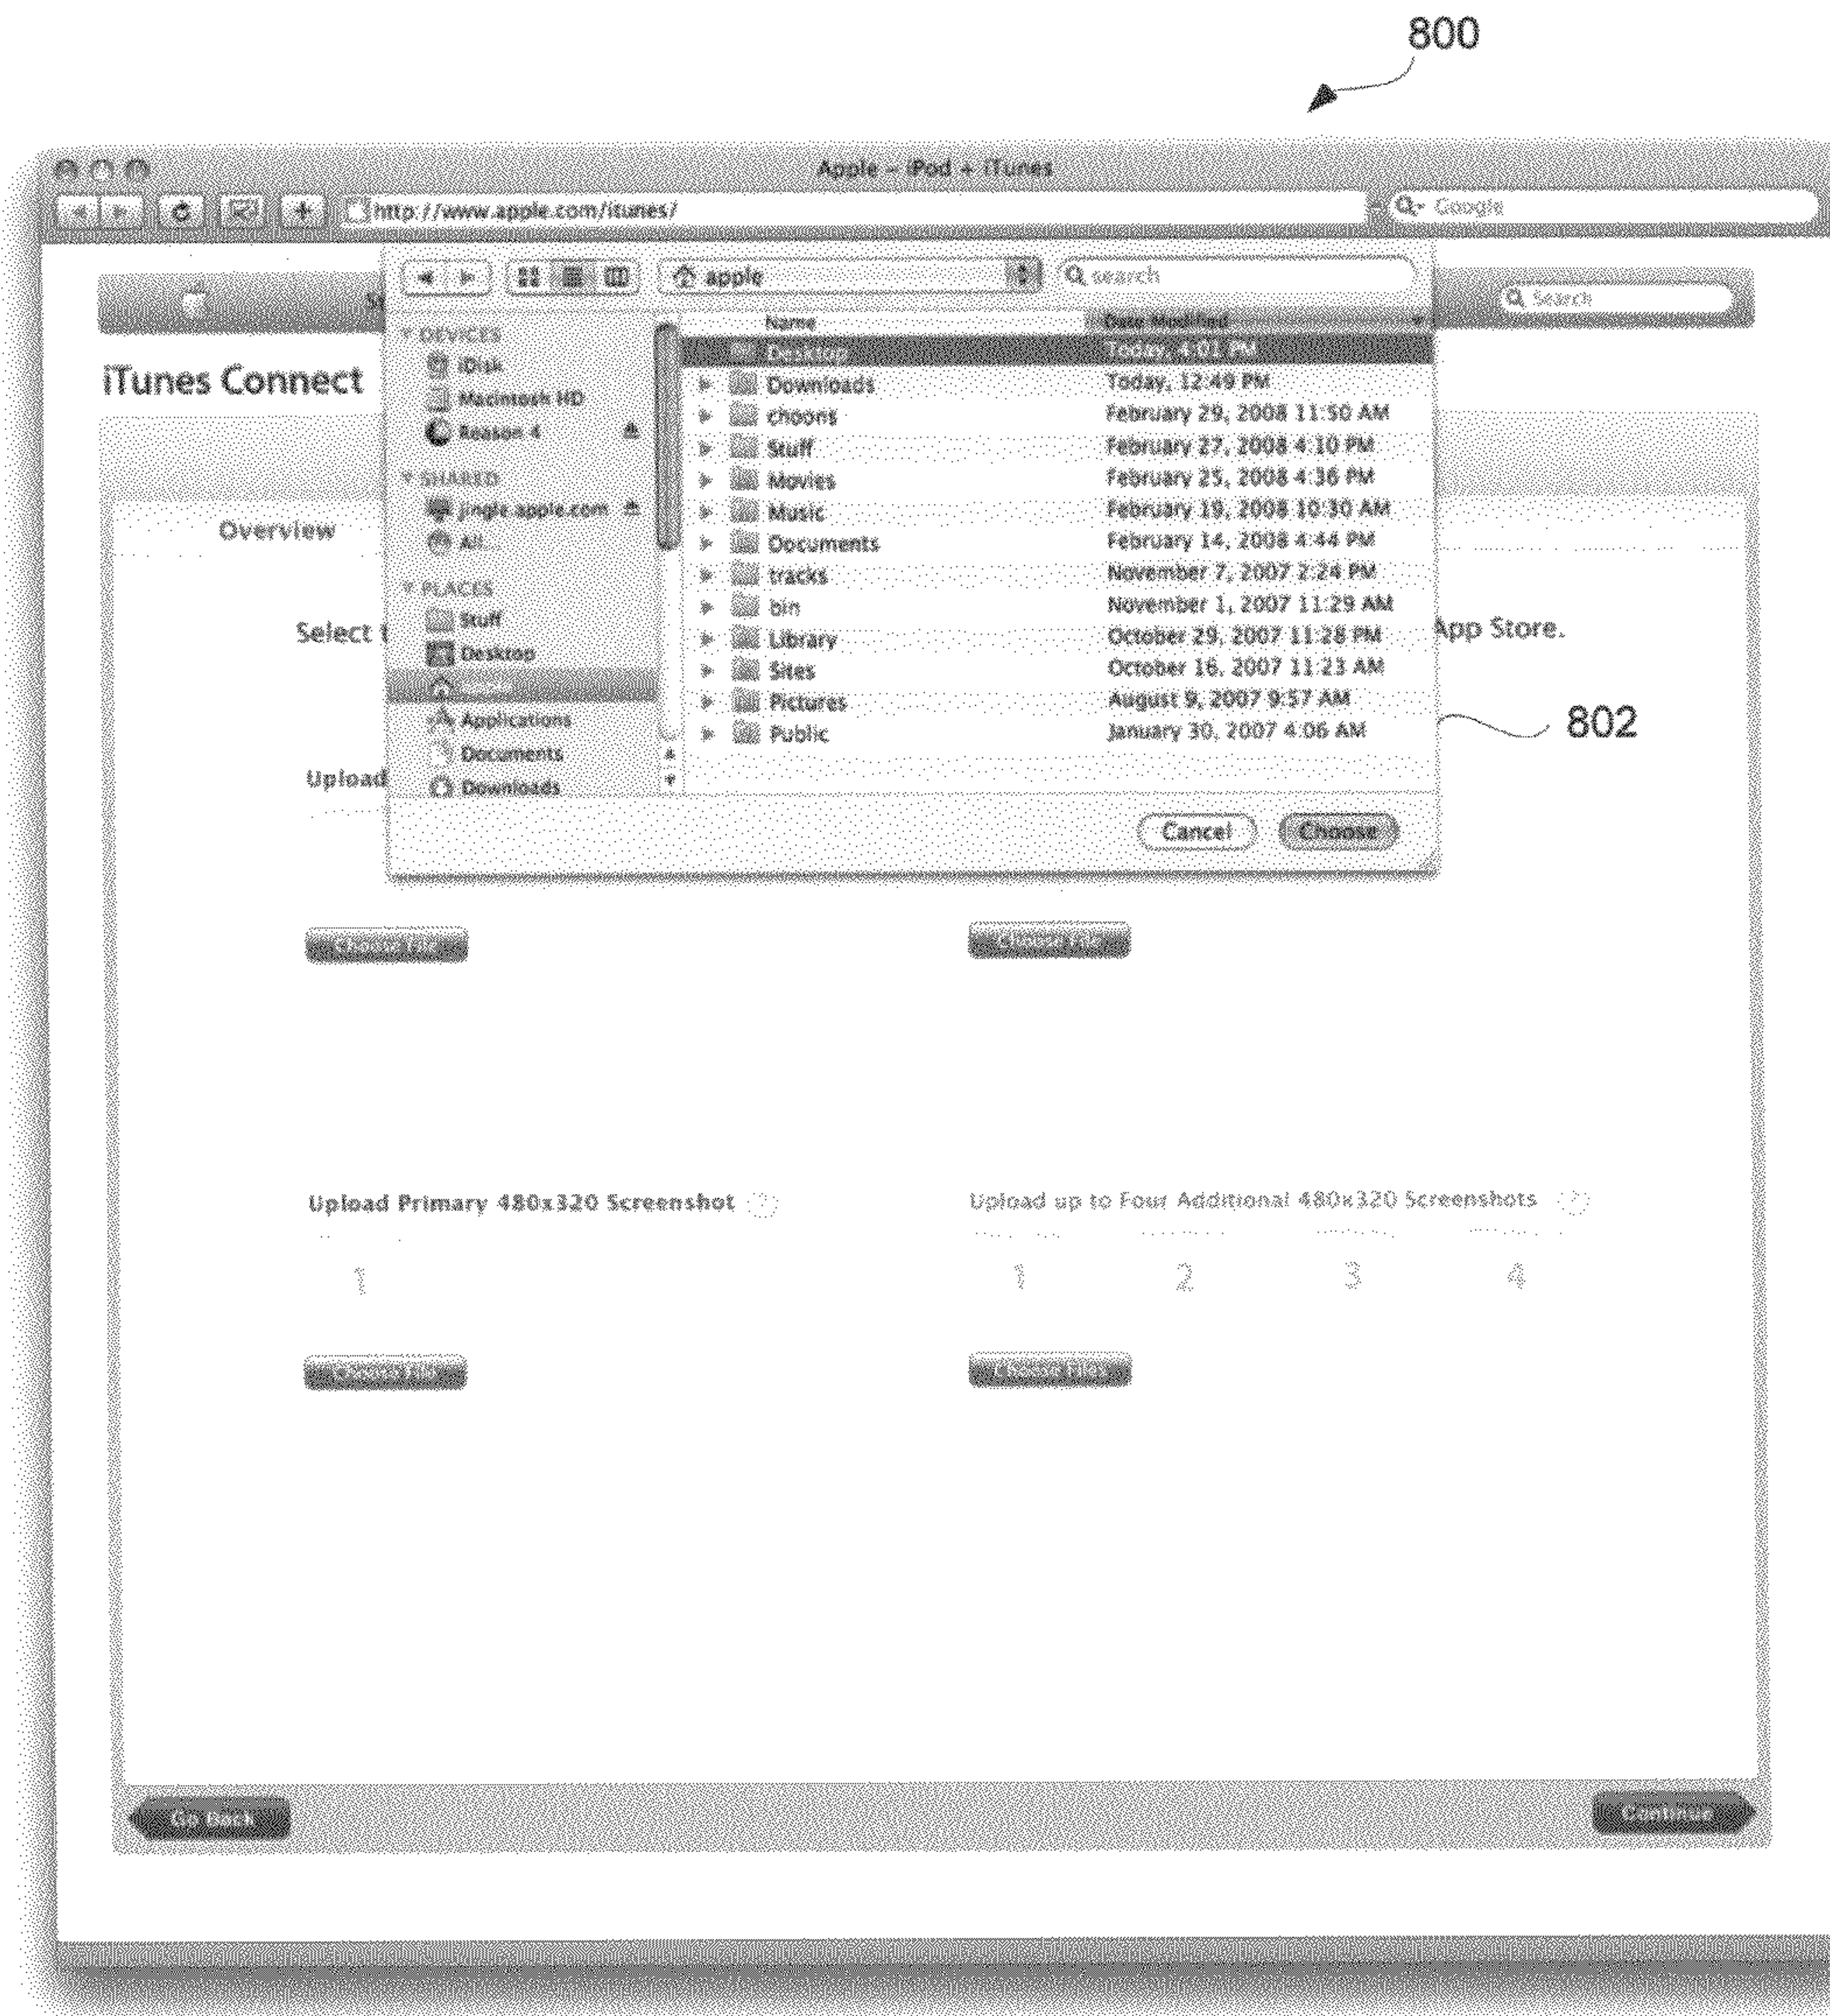 800
Apple – iPod + iTunes
http://www.apple.com/itunes/
Google
apple
search
Search
iTunes Connect
DEVICES
iDisk
Macintosh HD
Reason 4
SHARED
jingle.apple.com
All...
PLACES
Stuff
Desktop
Applications
Documents
Downloads
Name Date Modified
Desktop Today, 4:01 PM
Downloads Today, 12:49 PM
choons February 29, 2008 11:50 AM
Stuff February 27, 2008 4:10 PM
Movies February 25, 2008 4:36 PM
Music February 19, 2008 10:30 AM
Documents February 14, 2008 4:44 PM
tracks November 7, 2007 2:24 PM
bin November 1, 2007 11:29 AM
Library October 29, 2007 11:28 PM
Sites October 16, 2007 11:23 AM
Pictures August 9, 2007 9:57 AM
Public January 30, 2007 4:06 AM
Cancel Choose
Overview
Select t
App Store.
802
Upload
Choose File
Choose File
Upload Primary 480x320 Screenshot ?
1
Choose File
Upload up to Four Additional 480x320 Screenshots ?
1 2 3 4
Choose Files
Go Back
Continue